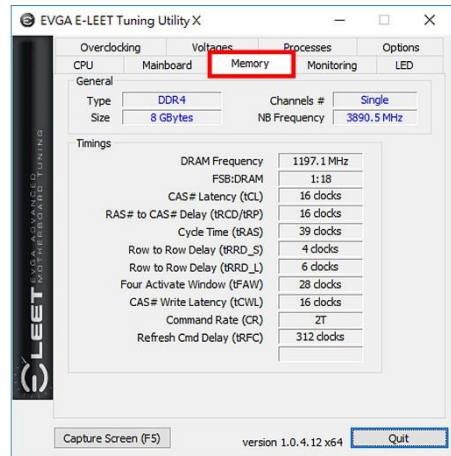 EVGA E-LEET Tuning Utility X
Overclocking Voltages Processes Options
CPU Mainboard Memory Monitoring LED
General
Type DDR4 Channels # Single
Size 8 GBytes NB Frequency 3890.5 MHz
Timings
DRAM Frequency 1197.1 MHz
FSB:DRAM 1:18
CAS# Latency (tCL) 16 clocks
RAS# to CAS# Delay (tRCD/tRP) 16 clocks
Cycle Time (tRAS) 39 clocks
Row to Row Delay (tRRD_S) 4 clocks
Row to Row Delay (tRRD_L) 6 clocks
Four Activate Window (tFAW) 28 clocks
CAS# Write Latency (tCWL) 16 clocks
Command Rate (CR) 2T
Refresh Cmd Delay (tRFC) 312 clocks
ELEET
EVGA ADVANCED
MOTHERBOARD TUNING
Capture Screen (F5) version 1.0.4.12 x64 Quit